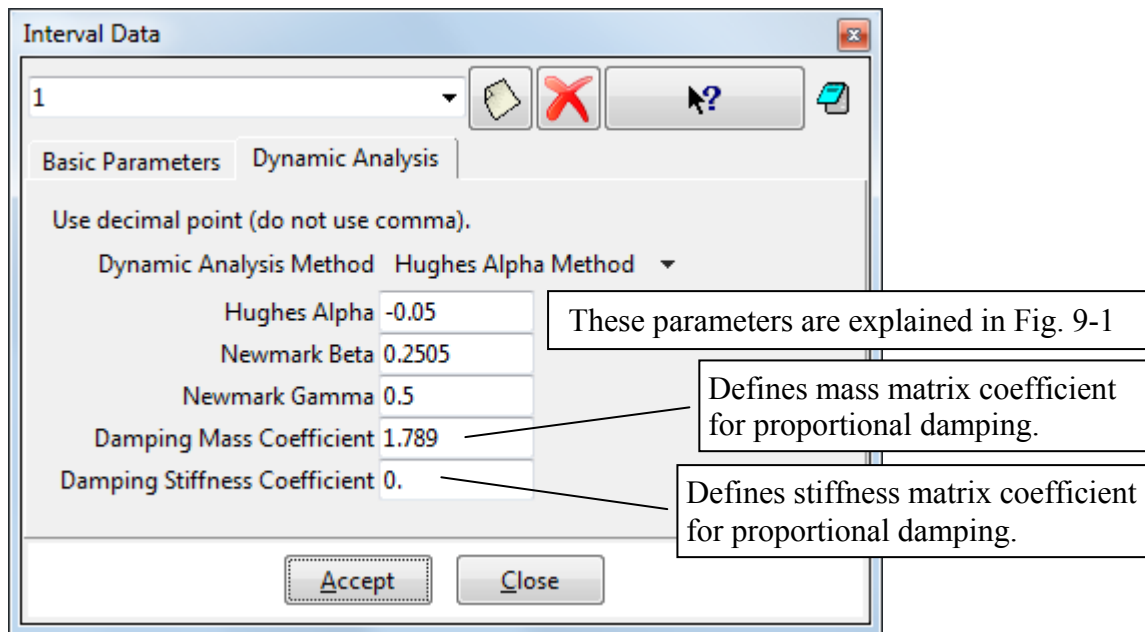 Interval Data
1
Basic Parameters Dynamic Analysis
Use decimal point (do not use comma).
Dynamic Analysis Method Hughes Alpha Method
Hughes Alpha -0.05
These parameters are explained in Fig. 9-1
Newmark Beta 0.2505
Newmark Gamma 0.5
Defines mass matrix coefficient
for proportional damping.
Damping Mass Coefficient 1.789
Damping Stiffness Coefficient 0.
Defines stiffness matrix coefficient
for proportional damping.
Accept Close